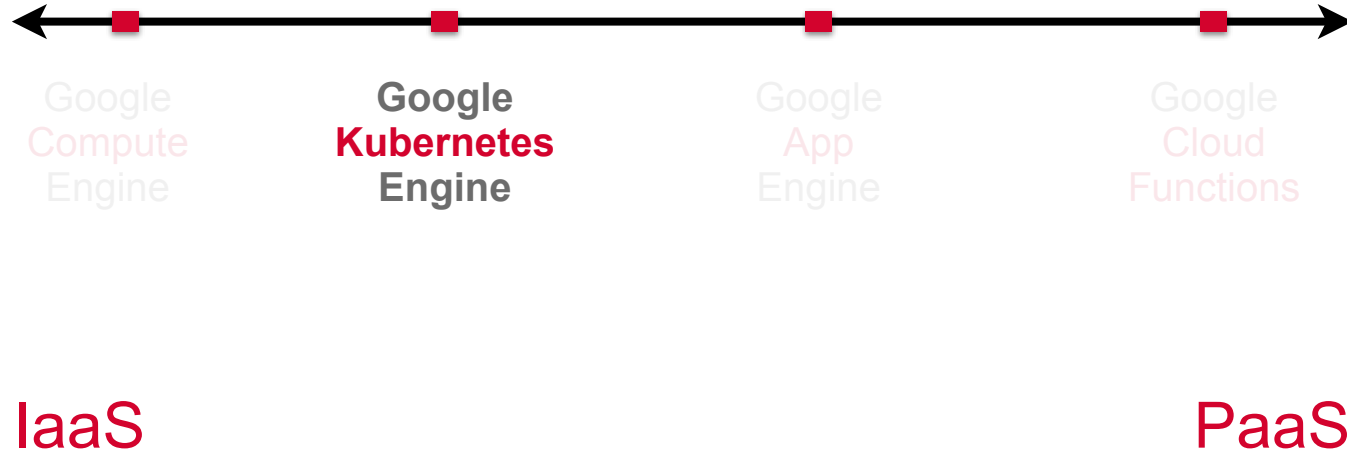 Google
Compute
Engine
Google
Kubernetes
Engine
Google
App
Engine
Google
Cloud
Functions
IaaS
PaaS